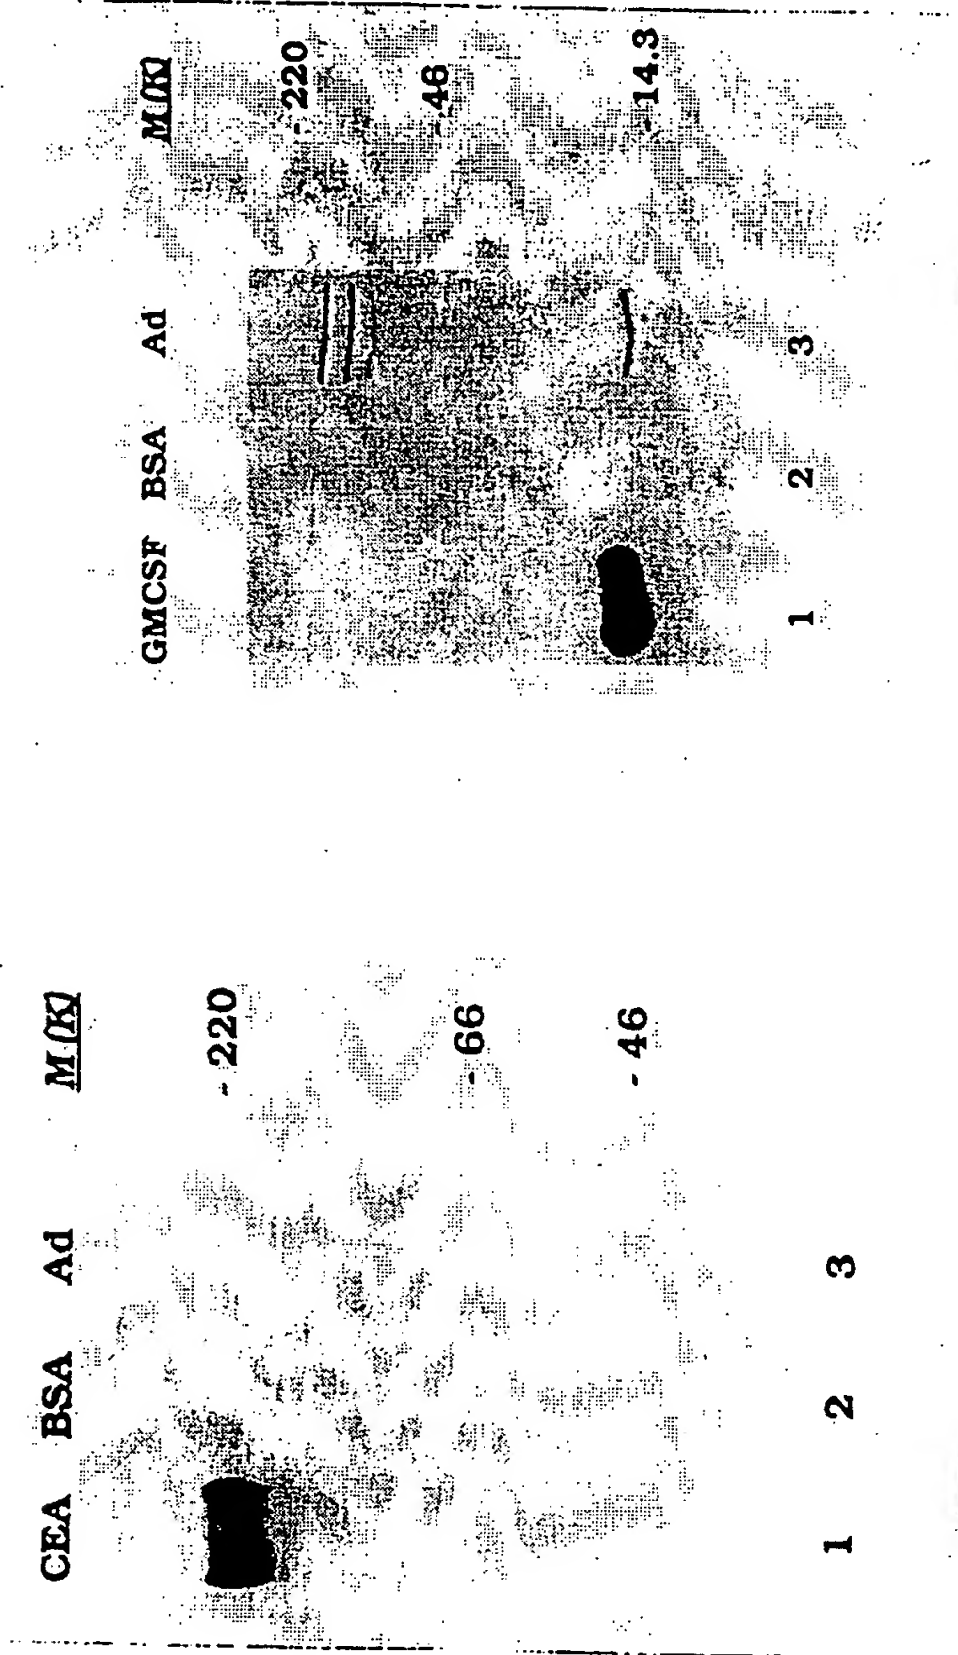 CEA BSA Ad M(K)
- 220
- 66
- 46
1 2 3
GMCSF BSA Ad M(K)
- 220
- 46
- 14.3
1 2 3